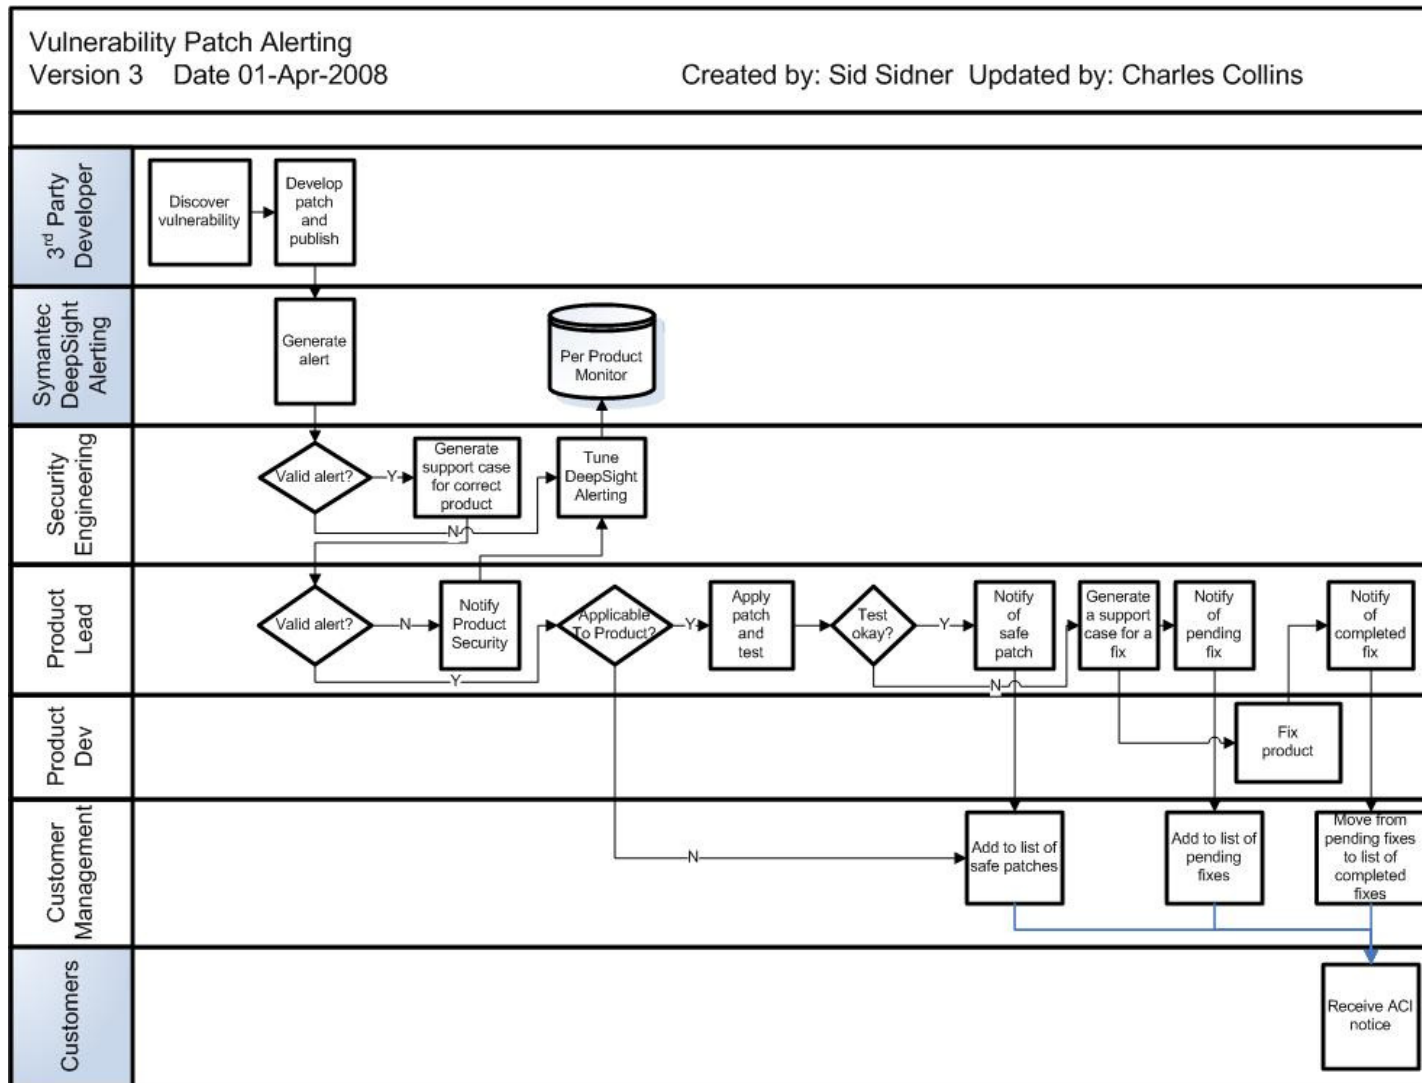 Vulnerability Patch Alerting
Version 3 Date 01-Apr-2008
Created by: Sid Sidner Updated by: Charles Collins
3rd Party
Developer
Discover
vulnerability
Develop
patch
and
publish
Symantec
DeepSight
Alerting
Generate
alert
Per Product
Monitor
Security
Engineering
Valid alert?
Y
Generate
support case
for correct
product
N
Tune
DeepSight
Alerting
Product
Lead
Valid alert?
N
Notify
Product
Security
Y
Applicable
To Product?
Y
Apply
patch
and
test
Test
okay?
Y
Notify
of
safe
patch
N
Generate
a support
case for a
fix
Notify
of
pending
fix
Notify
of
completed
fix
Product
Dev
Fix
product
Customer
Management
N
Add to list of
safe patches
Add to list of
pending
fixes
Move from
pending fixes
to list of
completed
fixes
Customers
Receive ACI
notice